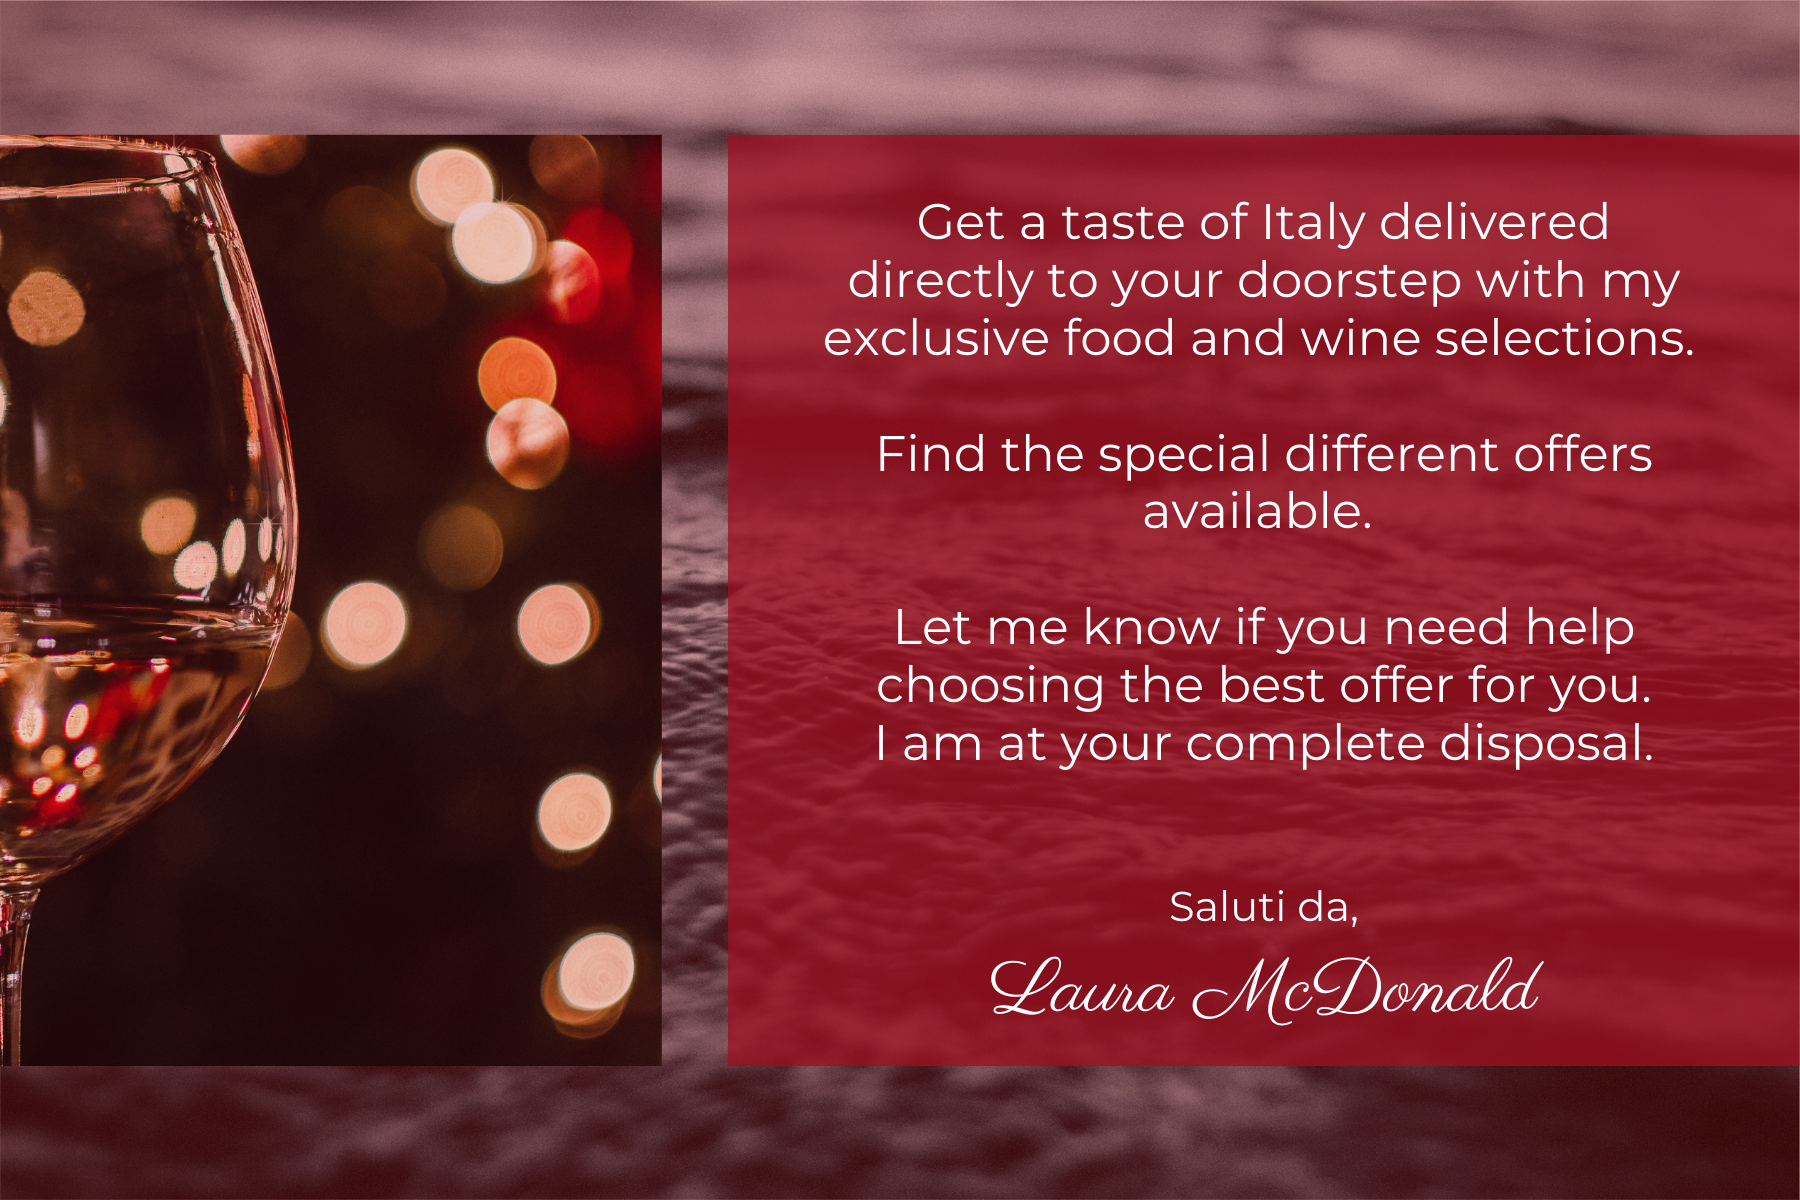 Get a taste of Italy delivered
directly to your doorstep with my
exclusive food and wine selections.
Find the special different offers
available.
Let me know if you need help
choosing the best offer for you.
I am at your complete disposal.
Saluti da,
Laura McDonald